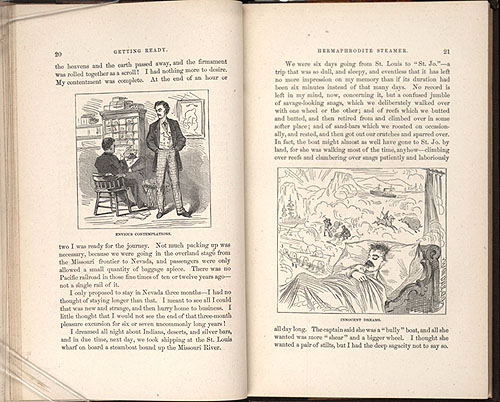 20 GETTING READY.
the heavens and the earth passed away, and the firmament
was rolled together as a scroll! I had nothing more to desire.
My contentment was complete. At the end of an hour or
ENVIOUS CONTEMPLATIONS.
two I was ready for the journey. Not much packing up was
necessary, because we were going in the overland stage from
the Missouri frontier to Nevada, and passengers were only
allowed a small quantity of baggage apiece. There was no
Pacific railroad in those fine times of ten or twelve years ago—
not a single rail of it.
I only proposed to stay in Nevada three months—I had no
thought of staying longer than that. I meant to see all I could
that was new and strange, and then hurry home to business. I
little thought that I would not see the end of that three-month
pleasure excursion for six or seven uncommonly long years!
I dreamed all night about Indians, deserts, and silver bars,
and in due time, next day, we took shipping at the St. Louis
wharf on board a steamboat bound up the Missouri River.
HERMAPHRODITE STEAMER. 21
We were six days going from St. Louis to "St. Jo."—a
trip that was so dull, and sleepy, and eventless that it has left
no more impression on my memory than if its duration had
been six minutes instead of that many days. No record is
left in my mind, now, concerning it, but a confused jumble
of savage-looking snags, which we deliberately walked over
with one wheel or the other; and of reefs which we butted
and butted, and then retired from and climbed over in some
softer place; and of sand-bars which we roosted on occasion-
ally, and rested, and then got out our crutches and sparred over.
In fact, the boat might almost as well have gone to St. Jo. by
land, for she was walking most of the time, anyhow—climbing
over reefs and clambering over snags patiently and laboriously
INNOCENT DREAMS.
all day long. The captain said she was a "bully" boat, and all she
wanted was more "shear" and a bigger wheel. I thought she
wanted a pair of stilts, but I had the deep sagacity not to say so.